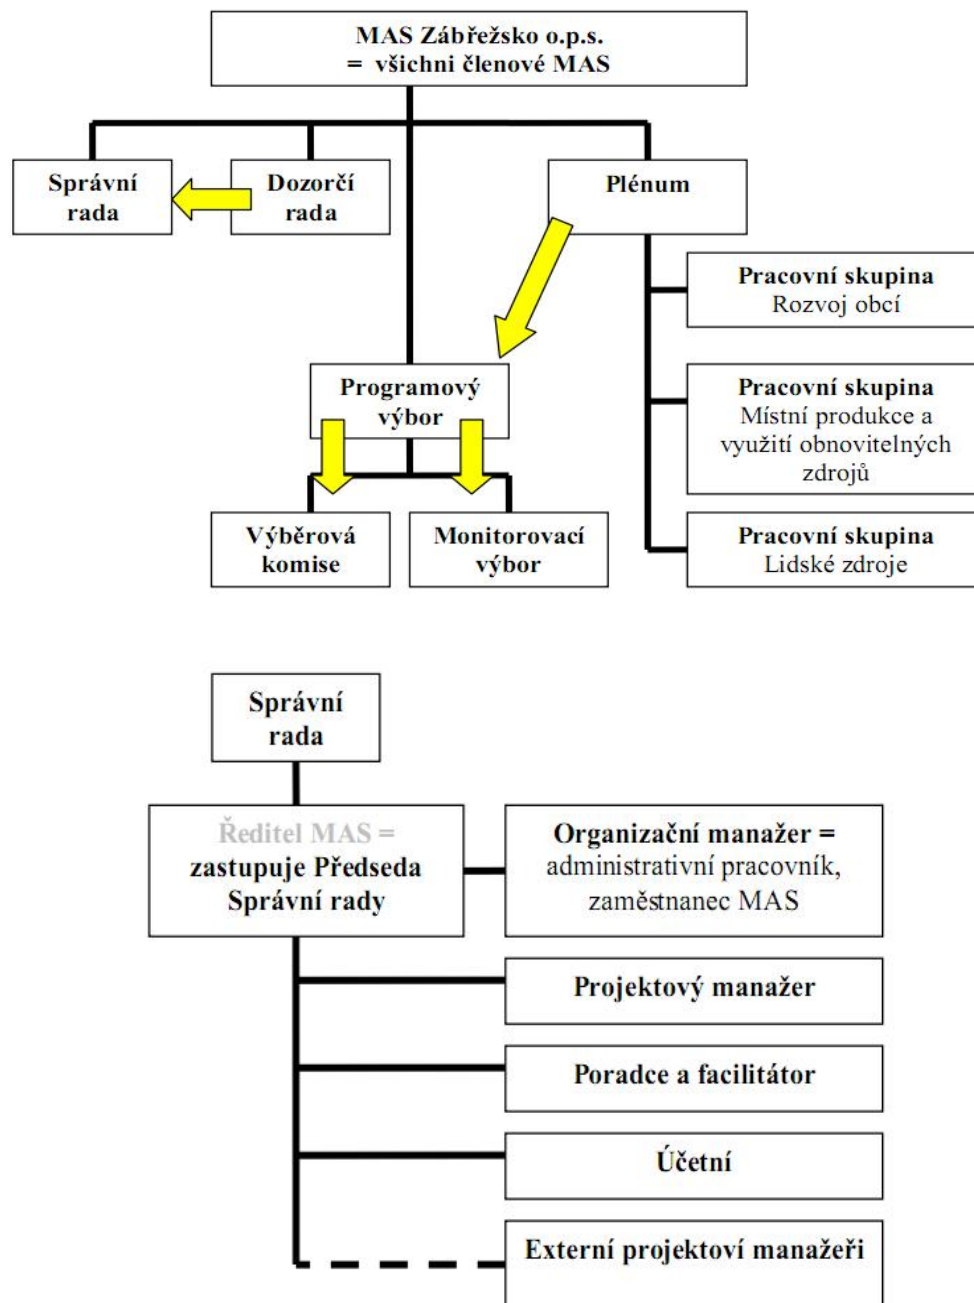 MAS Zábřežsko o.p.s.
= všichni členové MAS
Správní
rada
Dozorčí
rada
Plénum
Pracovní skupina
Rozvoj obcí
Programový
výbor
Pracovní skupina
Místní produkce a
využití obnovitelných
zdrojů
Výběrová
komise
Monitorovací
výbor
Pracovní skupina
Lidské zdroje
Správní
rada
Ředitel MAS =
zastupuje Předseda
Správní rady
Organizační manažer =
administrativní pracovník,
zaměstnanec MAS
Projektový manažer
Poradce a facilitátor
Účetní
Externí projektoví manažeři